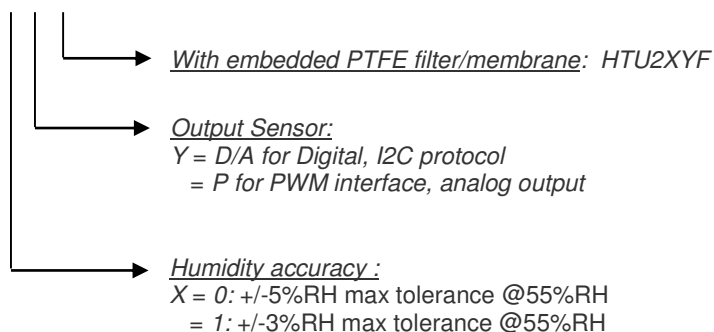 With embedded PTFE filter/membrane: HTU2XYF
Output Sensor:
Y = D/A for Digital, I2C protocol
= P for PWM interface, analog output
Humidity accuracy :
X = 0: +/-5%RH max tolerance @55%RH
= 1: +/-3%RH max tolerance @55%RH